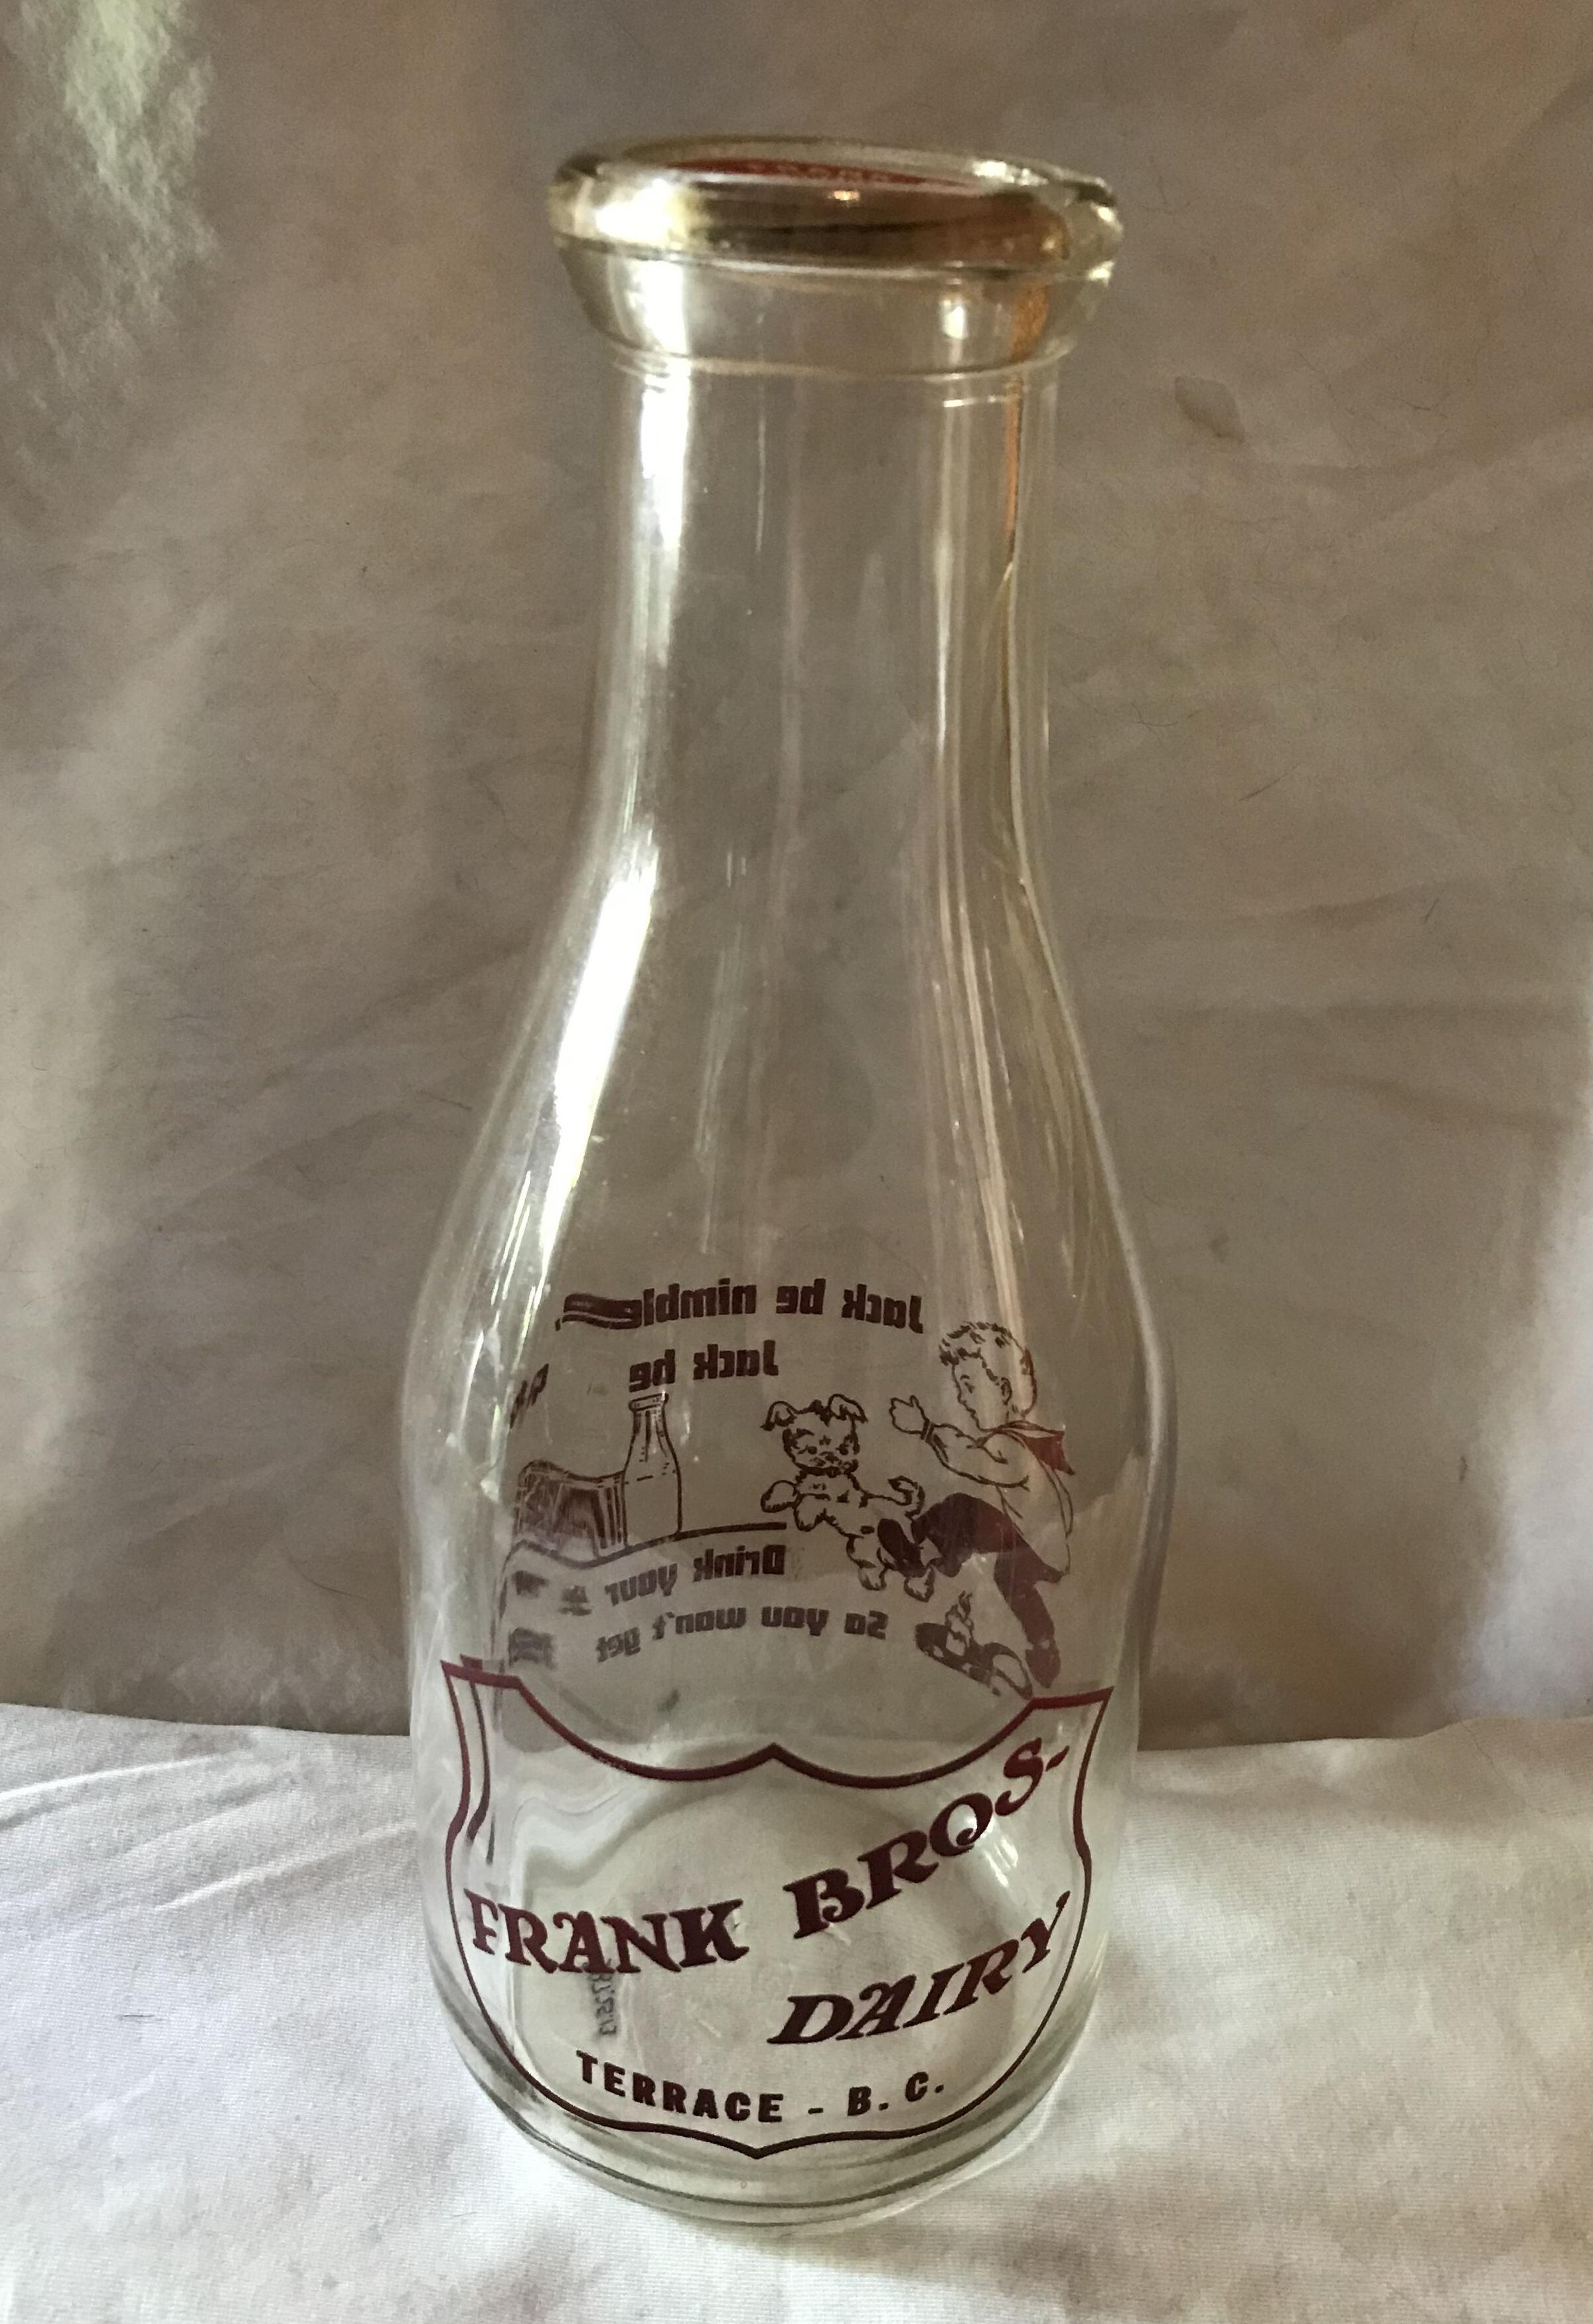 Jack be nimble
Jack be
Drink your
So you won't get
FRANK BROS.
DAIRY
TERRACE - B.C.